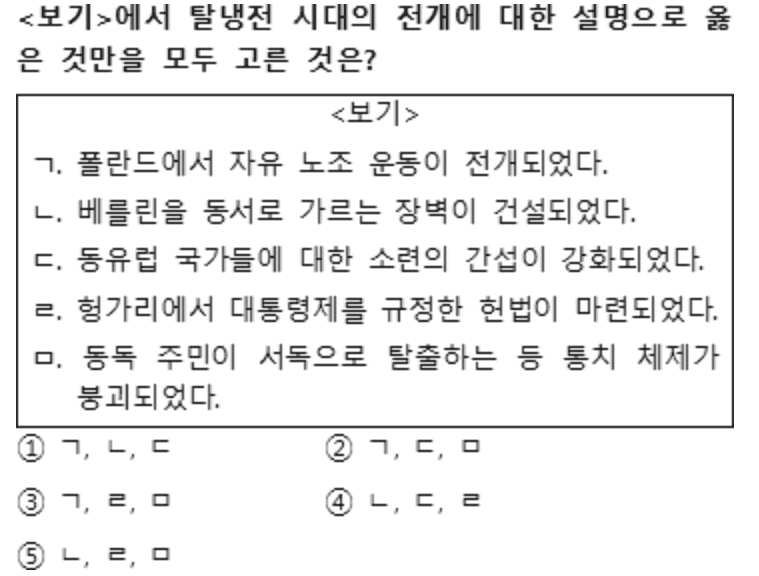 <보기>에서 탈냉전 시대의 전개에 대한 설명으로 옳
은 것만을 모두 고른 것은?
<보기>
ㄱ. 폴란드에서 자유 노조 운동이 전개되었다.
ㄴ. 베를린을 동서로 가르는 장벽이 건설되었다.
ㄷ. 동유럽 국가들에 대한 소련의 간섭이 강화되었다.
ㄹ. 헝가리에서 대통령제를 규정한 헌법이 마련되었다.
ㅁ. 동독 주민이 서독으로 탈출하는 등 통치 체제가
붕괴되었다.
① ㄱ, ㄴ, ㄷ ② ㄱ, ㄷ, ㅁ
③ ㄱ, ㄹ, ㅁ ④ ㄴ, ㄷ, ㄹ
⑤ ㄴ, ㄹ, ㅁ